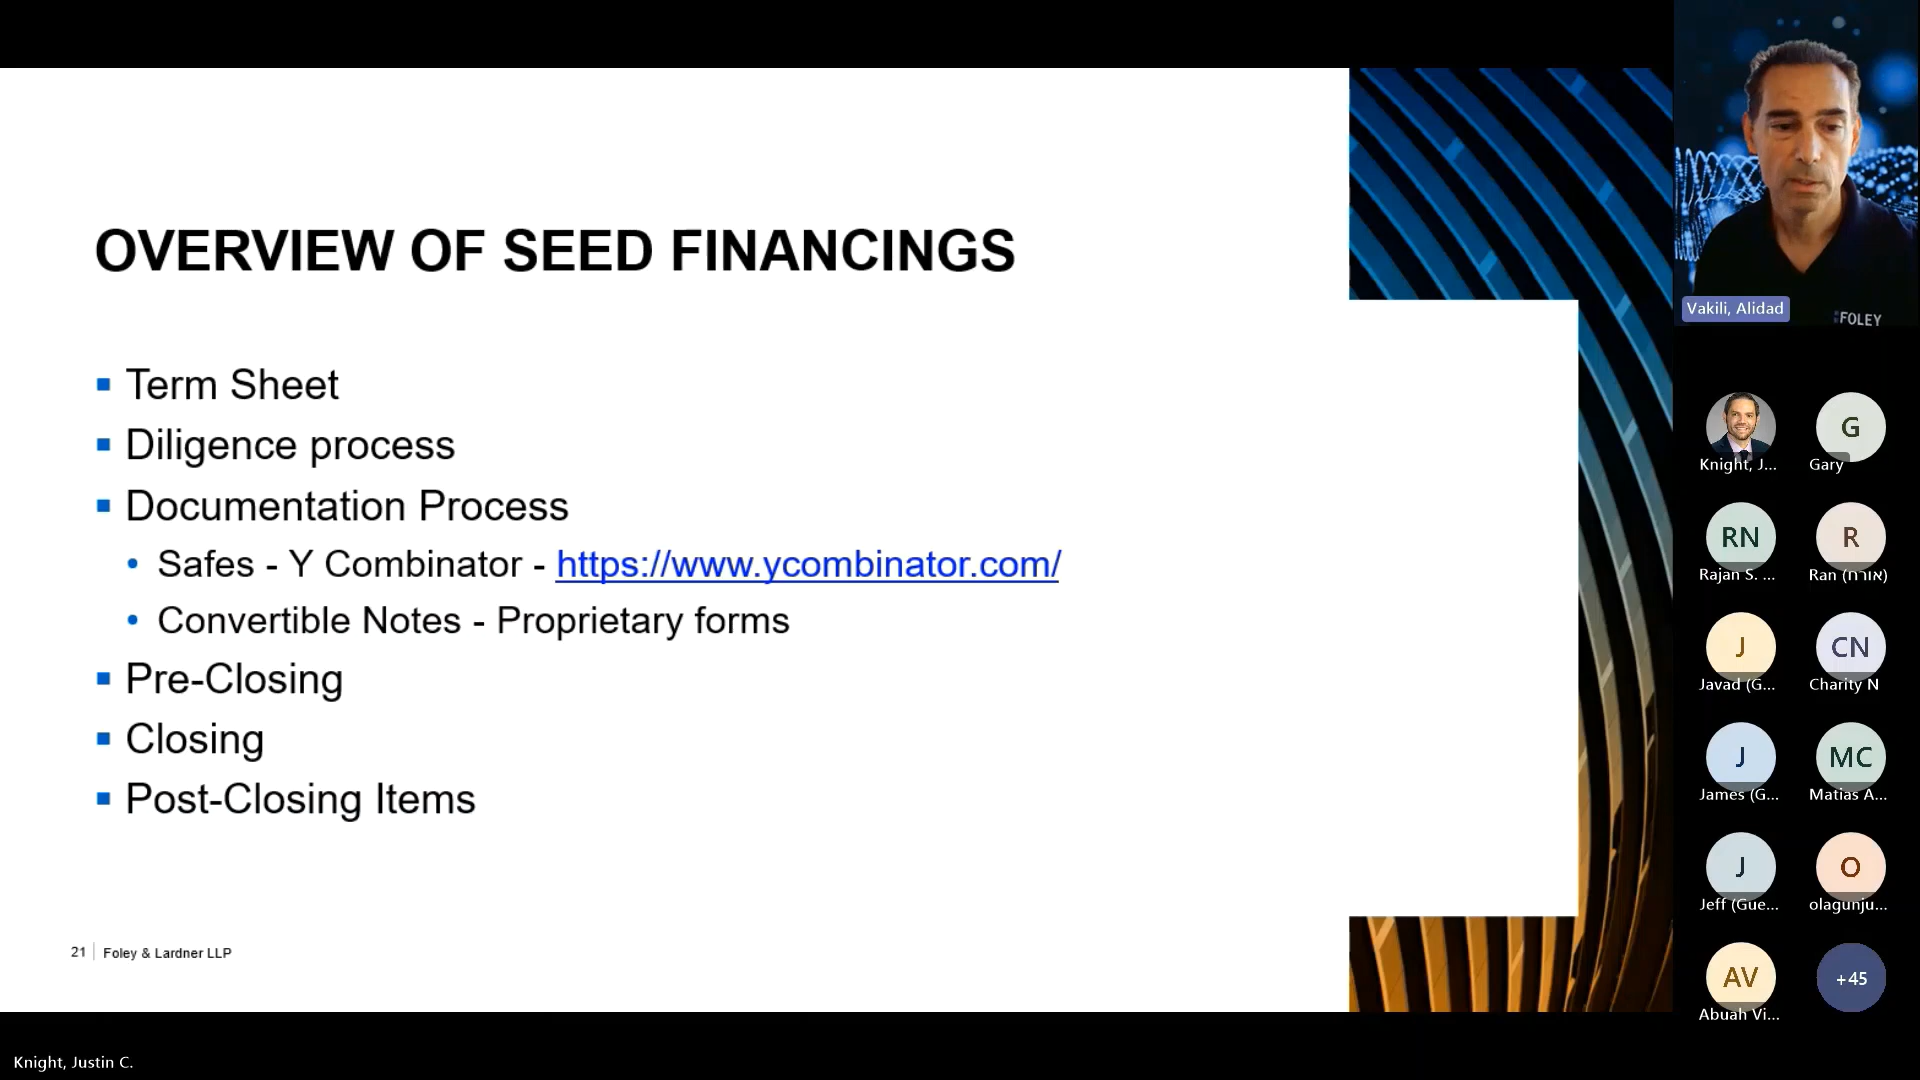 OVERVIEW OF SEED FINANCINGS
Term Sheet
Diligence process
Documentation Process
Safes - Y Combinator - https://www.ycombinator.com/
Convertible Notes - Proprietary forms
Pre-Closing
Closing
Post-Closing Items
21 Foley & Lardner LLP
Vakili, Alidad
FOLEY
Knight, J...
G
Gary
RN
Rajan S. ...
R
Ran (אורח)
J
Javad (G...
CN
Charity N
J
James (G...
MC
Matias A...
J
Jeff (Gue...
O
olagunju...
AV
Abuah Vi...
+45
Knight, Justin C.